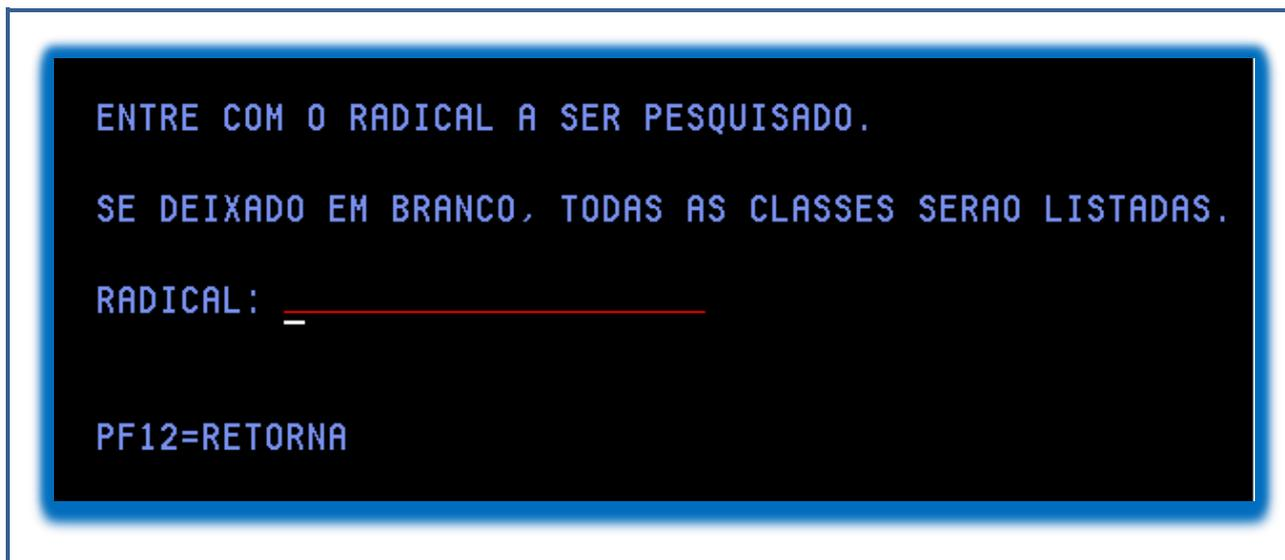 ENTRE COM O RADICAL A SER PESQUISADO.
SE DEIXADO EM BRANCO, TODAS AS CLASSES SERAO LISTADAS.
RADICAL:
PF12=RETORNA